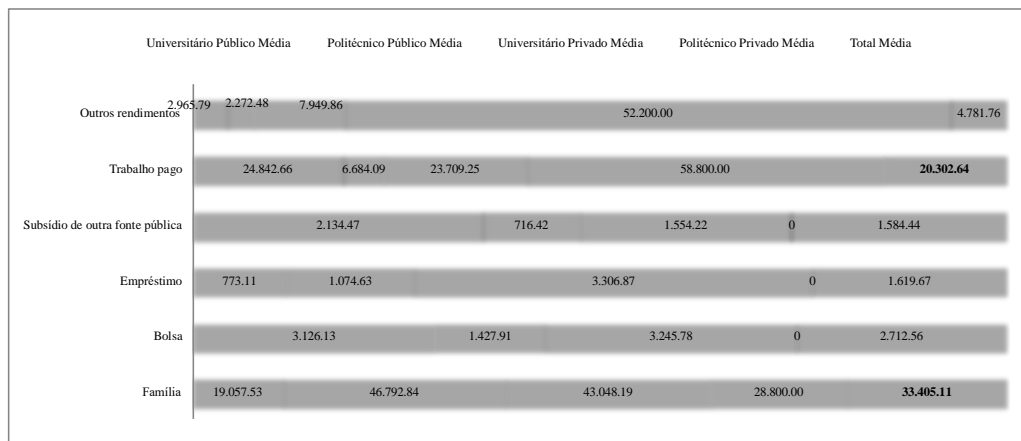 Universitário Público Média Politécnico Público Média Universitário Privado Média Politécnico Privado Média Total Média
Outros rendimentos 2.965.79 2.272.48 7.949.86 52.200.00 4.781.76
Trabalho pago 24.842.66 6.684.09 23.709.25 58.800.00 20.302.64
Subsídio de outra fonte pública 2.134.47 716.42 1.554.22 0 1.584.44
Empréstimo 773.11 1.074.63 3.306.87 0 1.619.67
Bolsa 3.126.13 1.427.91 3.245.78 0 2.712.56
Família 19.057.53 46.792.84 43.048.19 28.800.00 33.405.11